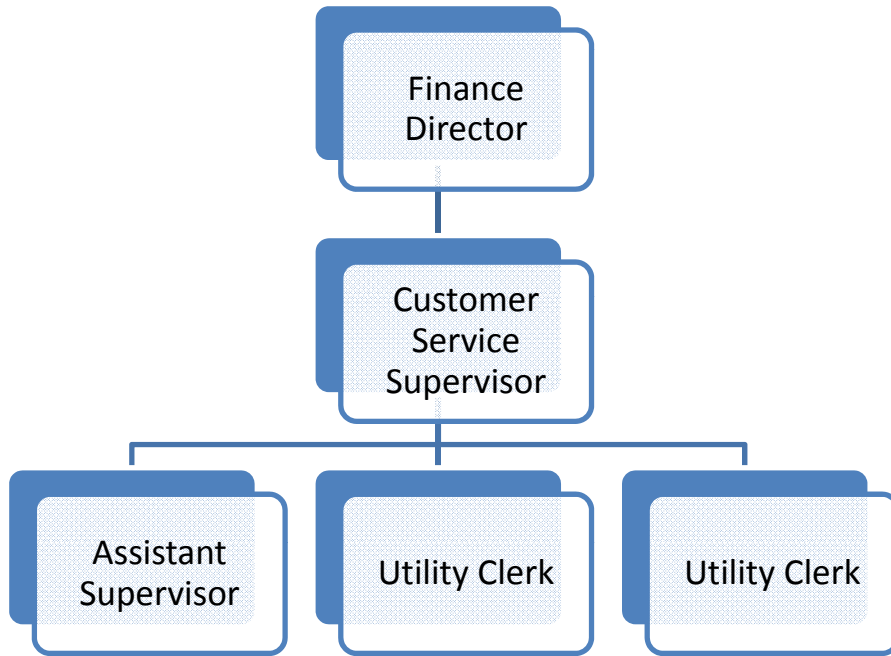 Finance
Director
Customer
Service
Supervisor
Assistant
Supervisor
Utility Clerk
Utility Clerk